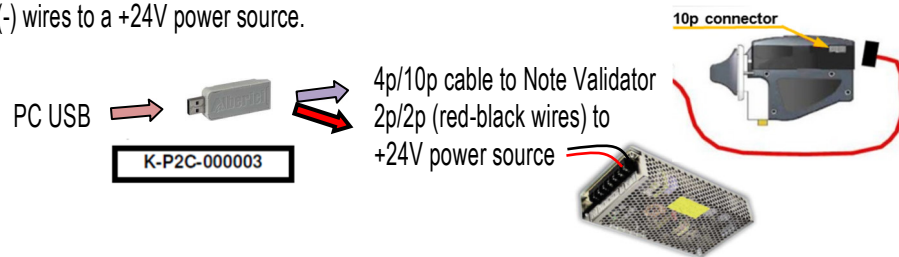 (-) wires to a +24V power source.
10p connector
4p/10p cable to Note Validator
PC USB
2p/2p (red-black wires) to
+24V power source
K-P2C-000003